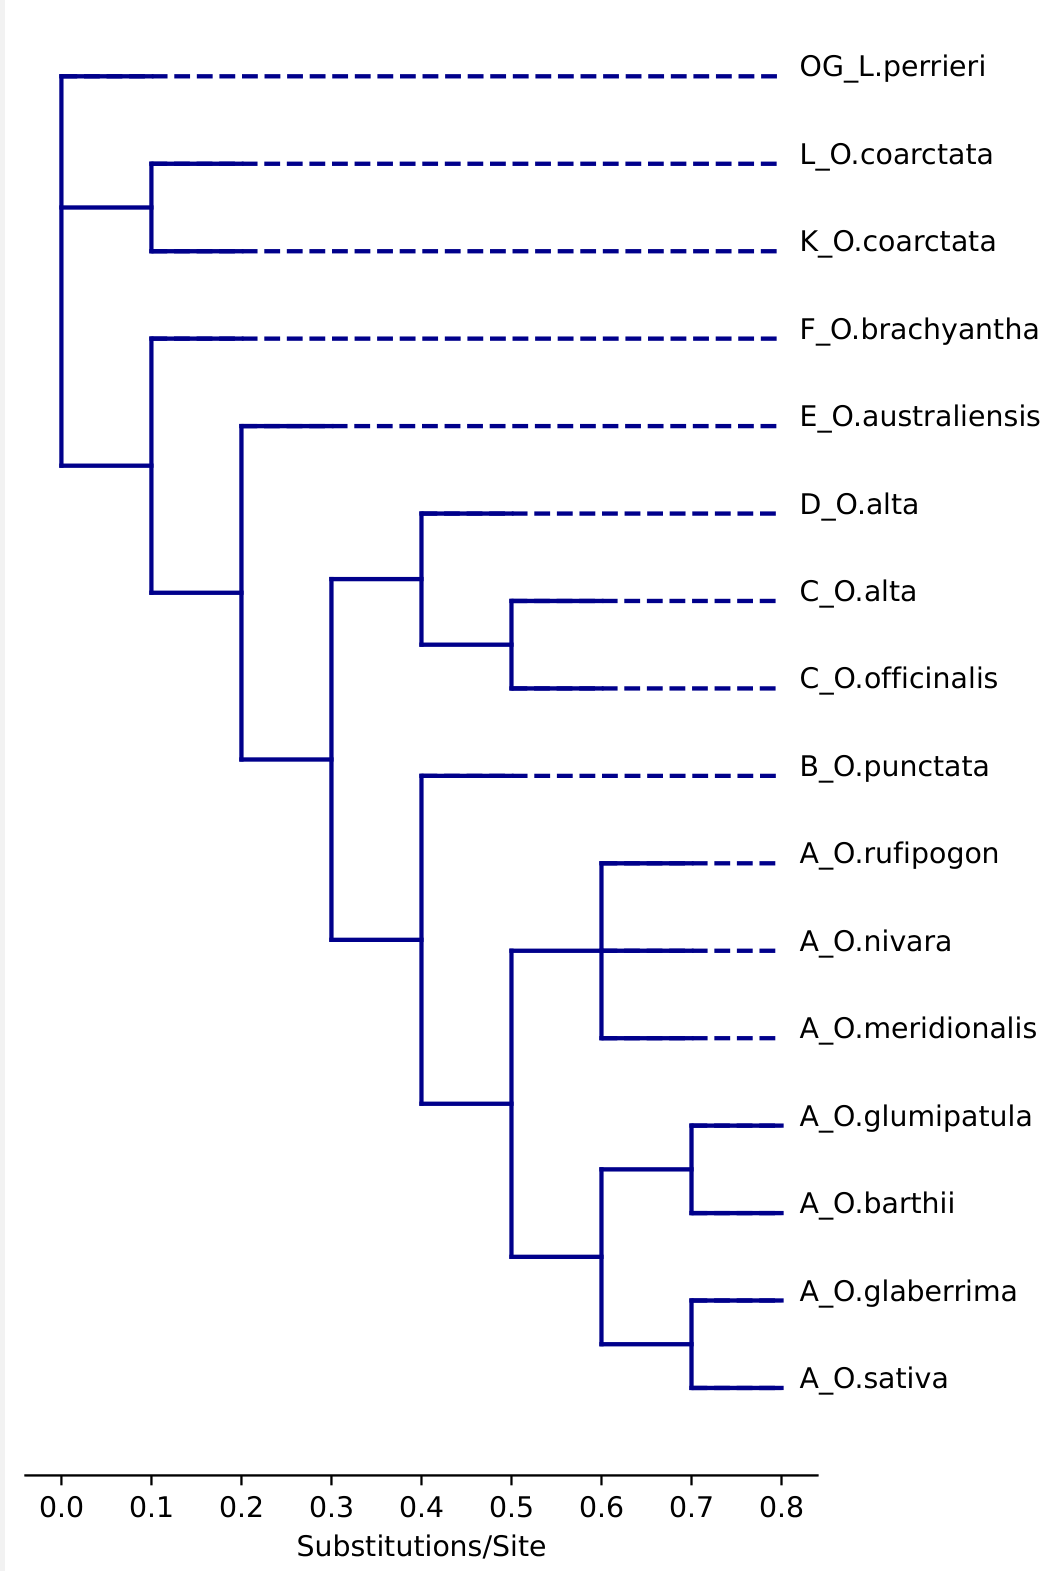 OG_L.perrieri
L_O.coarctata
K_O.coarctata
F_O.brachyantha
E_O.australiensis
D_O.alta
C_O.alta
C_O.officinalis
B_O.punctata
A_O.rufipogon
A_O.nivara
A_O.meridionalis
A_O.glumipatula
A_O.barthii
A_O.glaberrima
A_O.sativa
0.0 0.1 0.2 0.3 0.4 0.5 0.6 0.7 0.8
Substitutions/Site